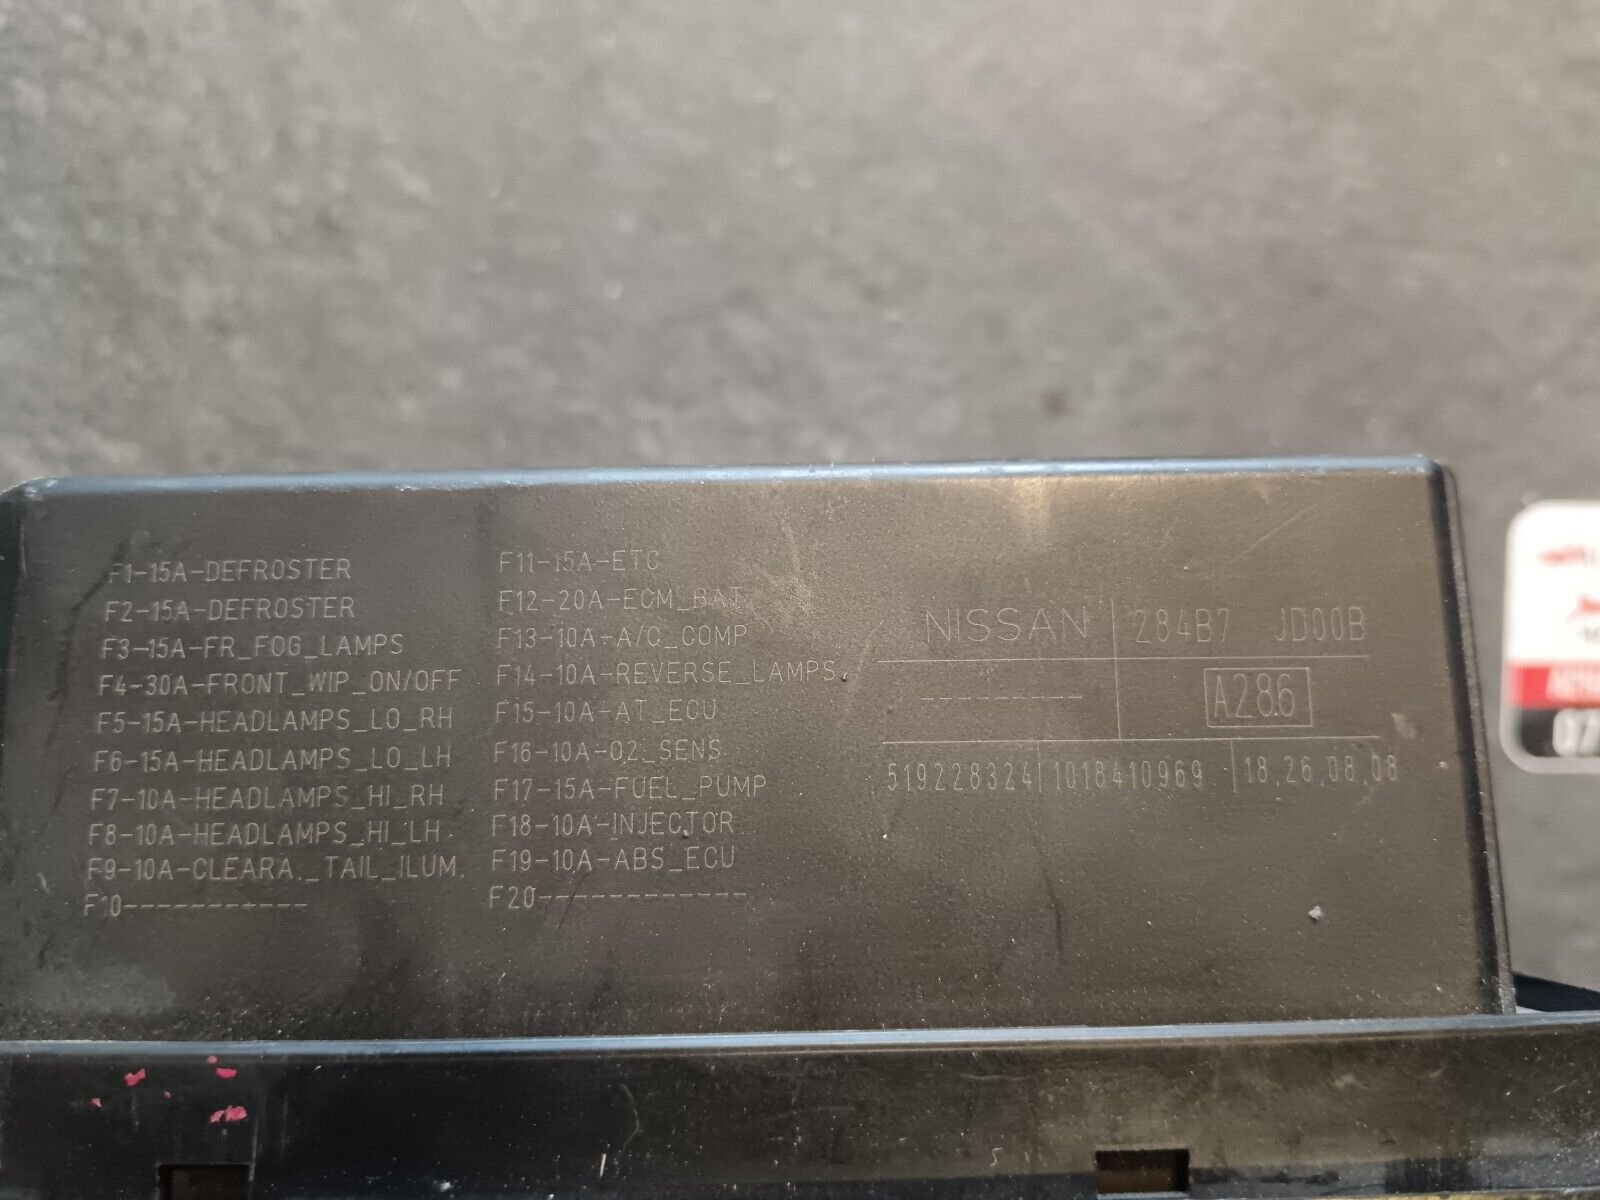 F1-15A-DEFROSTER
F2-15A-DEFROSTER
F3-15A-FR_FOG_LAMPS
F4-30A-FRONT_WIP_ON/OFF
F5-15A-HEADLAMPS_LO_RH
F6-15A-HEADLAMPS_LO_LH
F7-10A-HEADLAMPS_HI_RH
F8-10A-HEADLAMPS_HI_LH
F9-10A-CLEARA._TAIL_ILUM.
F10-----------
F11-15A-ETC
F12-20A-ECM_BAT
F13-10A-A/C_COMP
F14-10A-REVERSE_LAMPS
F15-10A-AT_ECU
F16-10A-O2_SENS
F17-15A-FUEL_PUMP
F18-10A-INJECTOR
F19-10A-ABS_ECU
F20------------
NISSAN 284B7 JD00B
---------- A286
519228324 1018410969 18.26.08.08
07